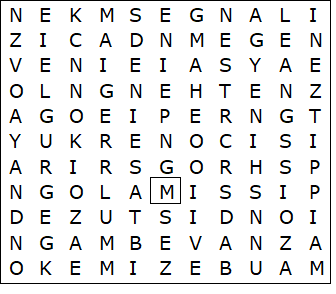 N E K M S E G N A L I
Z I C A D N M E G E N
V E N I E I A S Y A E
O L N G N E H T E N Z
A G O E I P E R N G T
Y U K R E N O C I S I
A R I R S G O R H S P
N G O L A M I S S I P
D E Z U T S I D N O I
N G A M B E V A N Z A
O K E M I Z E B U A M